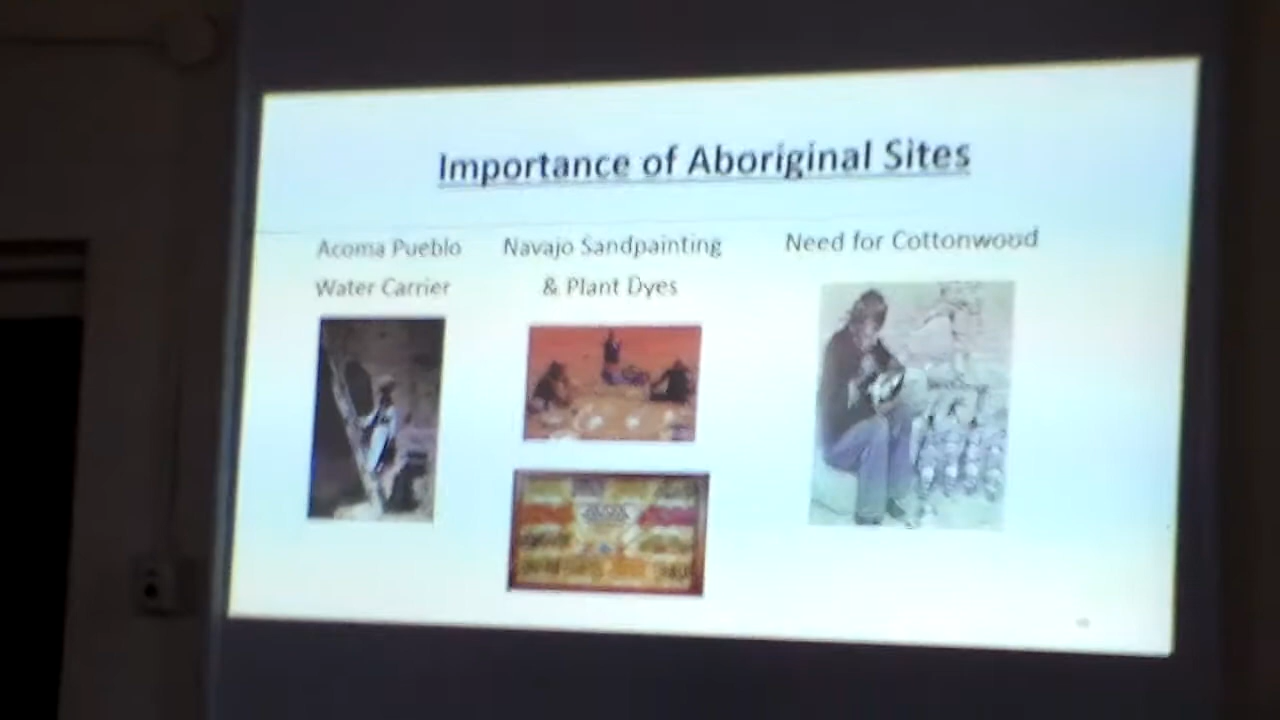 Importance of Aboriginal Sites
Acoma Pueblo
Water Carrier
Navajo Sandpainting
& Plant Dyes
Need for Cottonwood